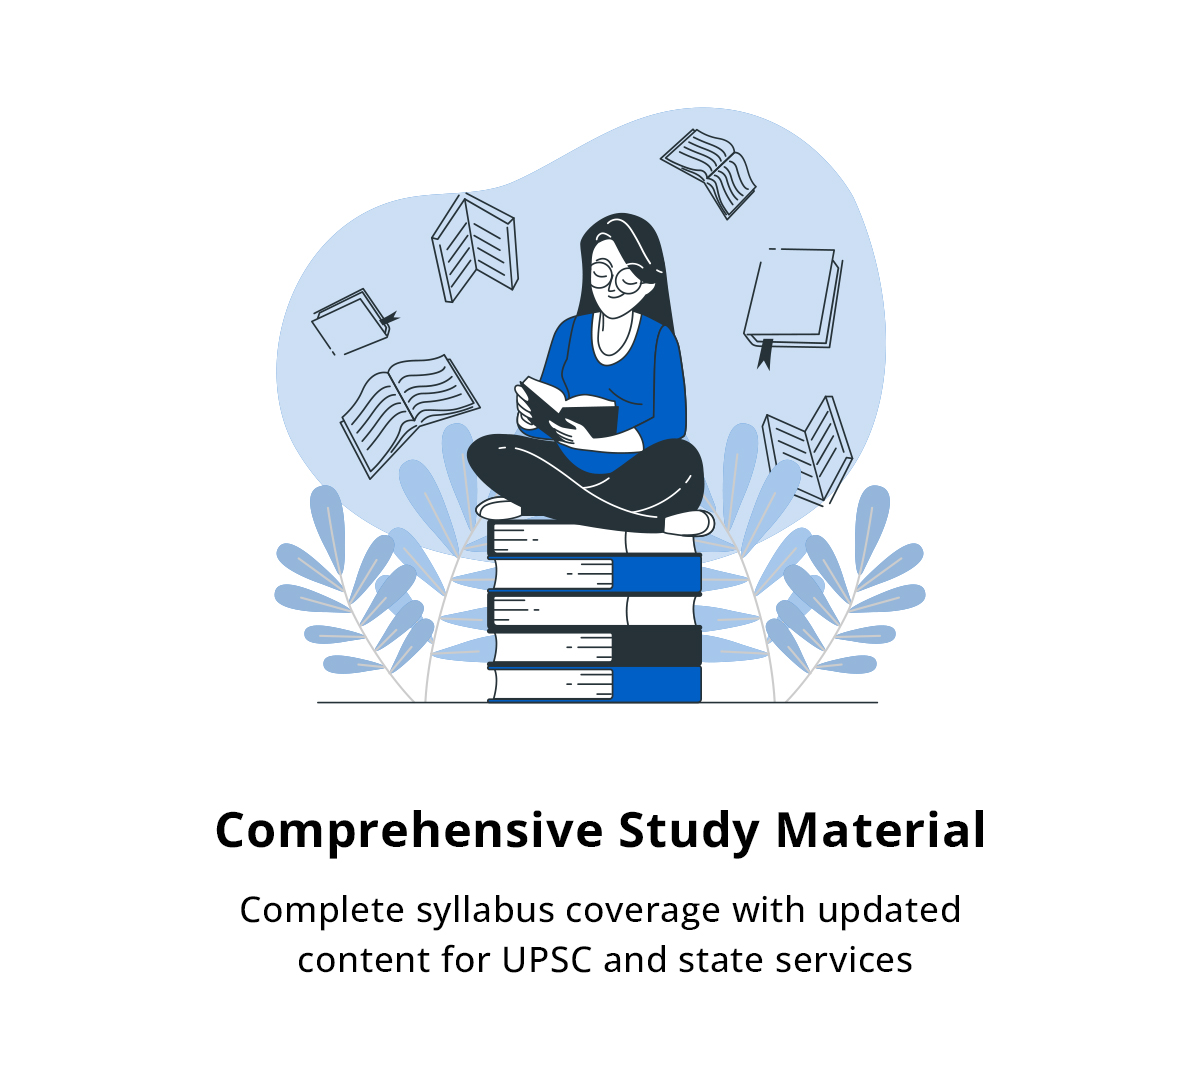 Comprehensive Study Material
Complete syllabus coverage with updated
content for UPSC and state services